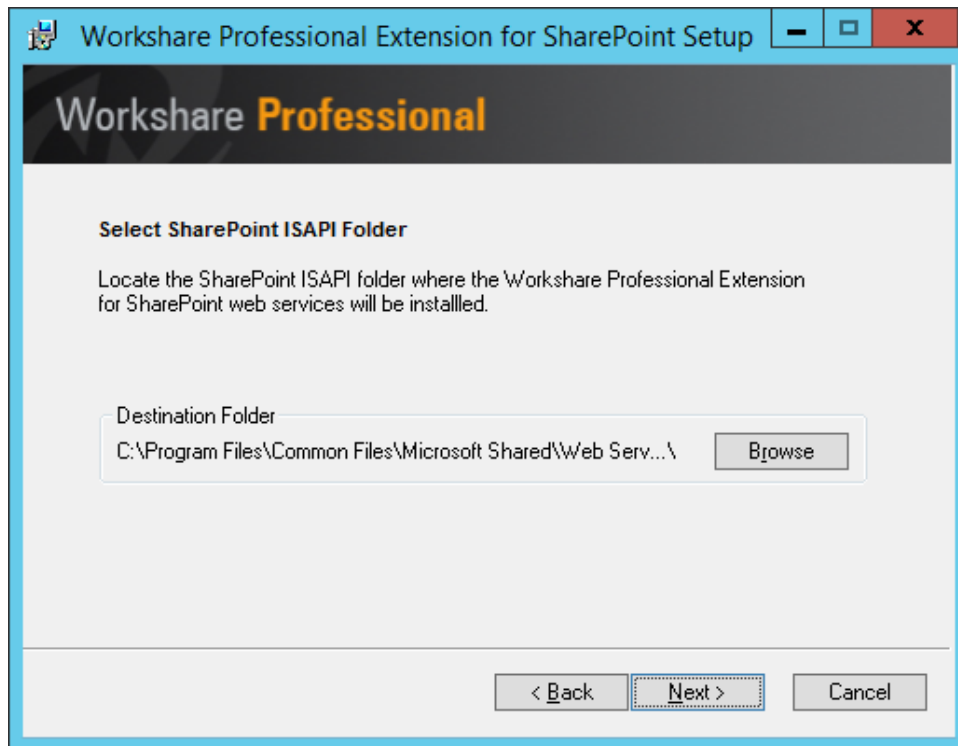 Workshare Professional Extension for SharePoint Setup
Workshare Professional
Select SharePoint ISAPI Folder
Locate the SharePoint ISAPI folder where the Workshare Professional Extension
for SharePoint web services will be installled.
Destination Folder
C:\Program Files\Common Files\Microsoft Shared\Web Serv...\
Browse
< Back
Next >
Cancel